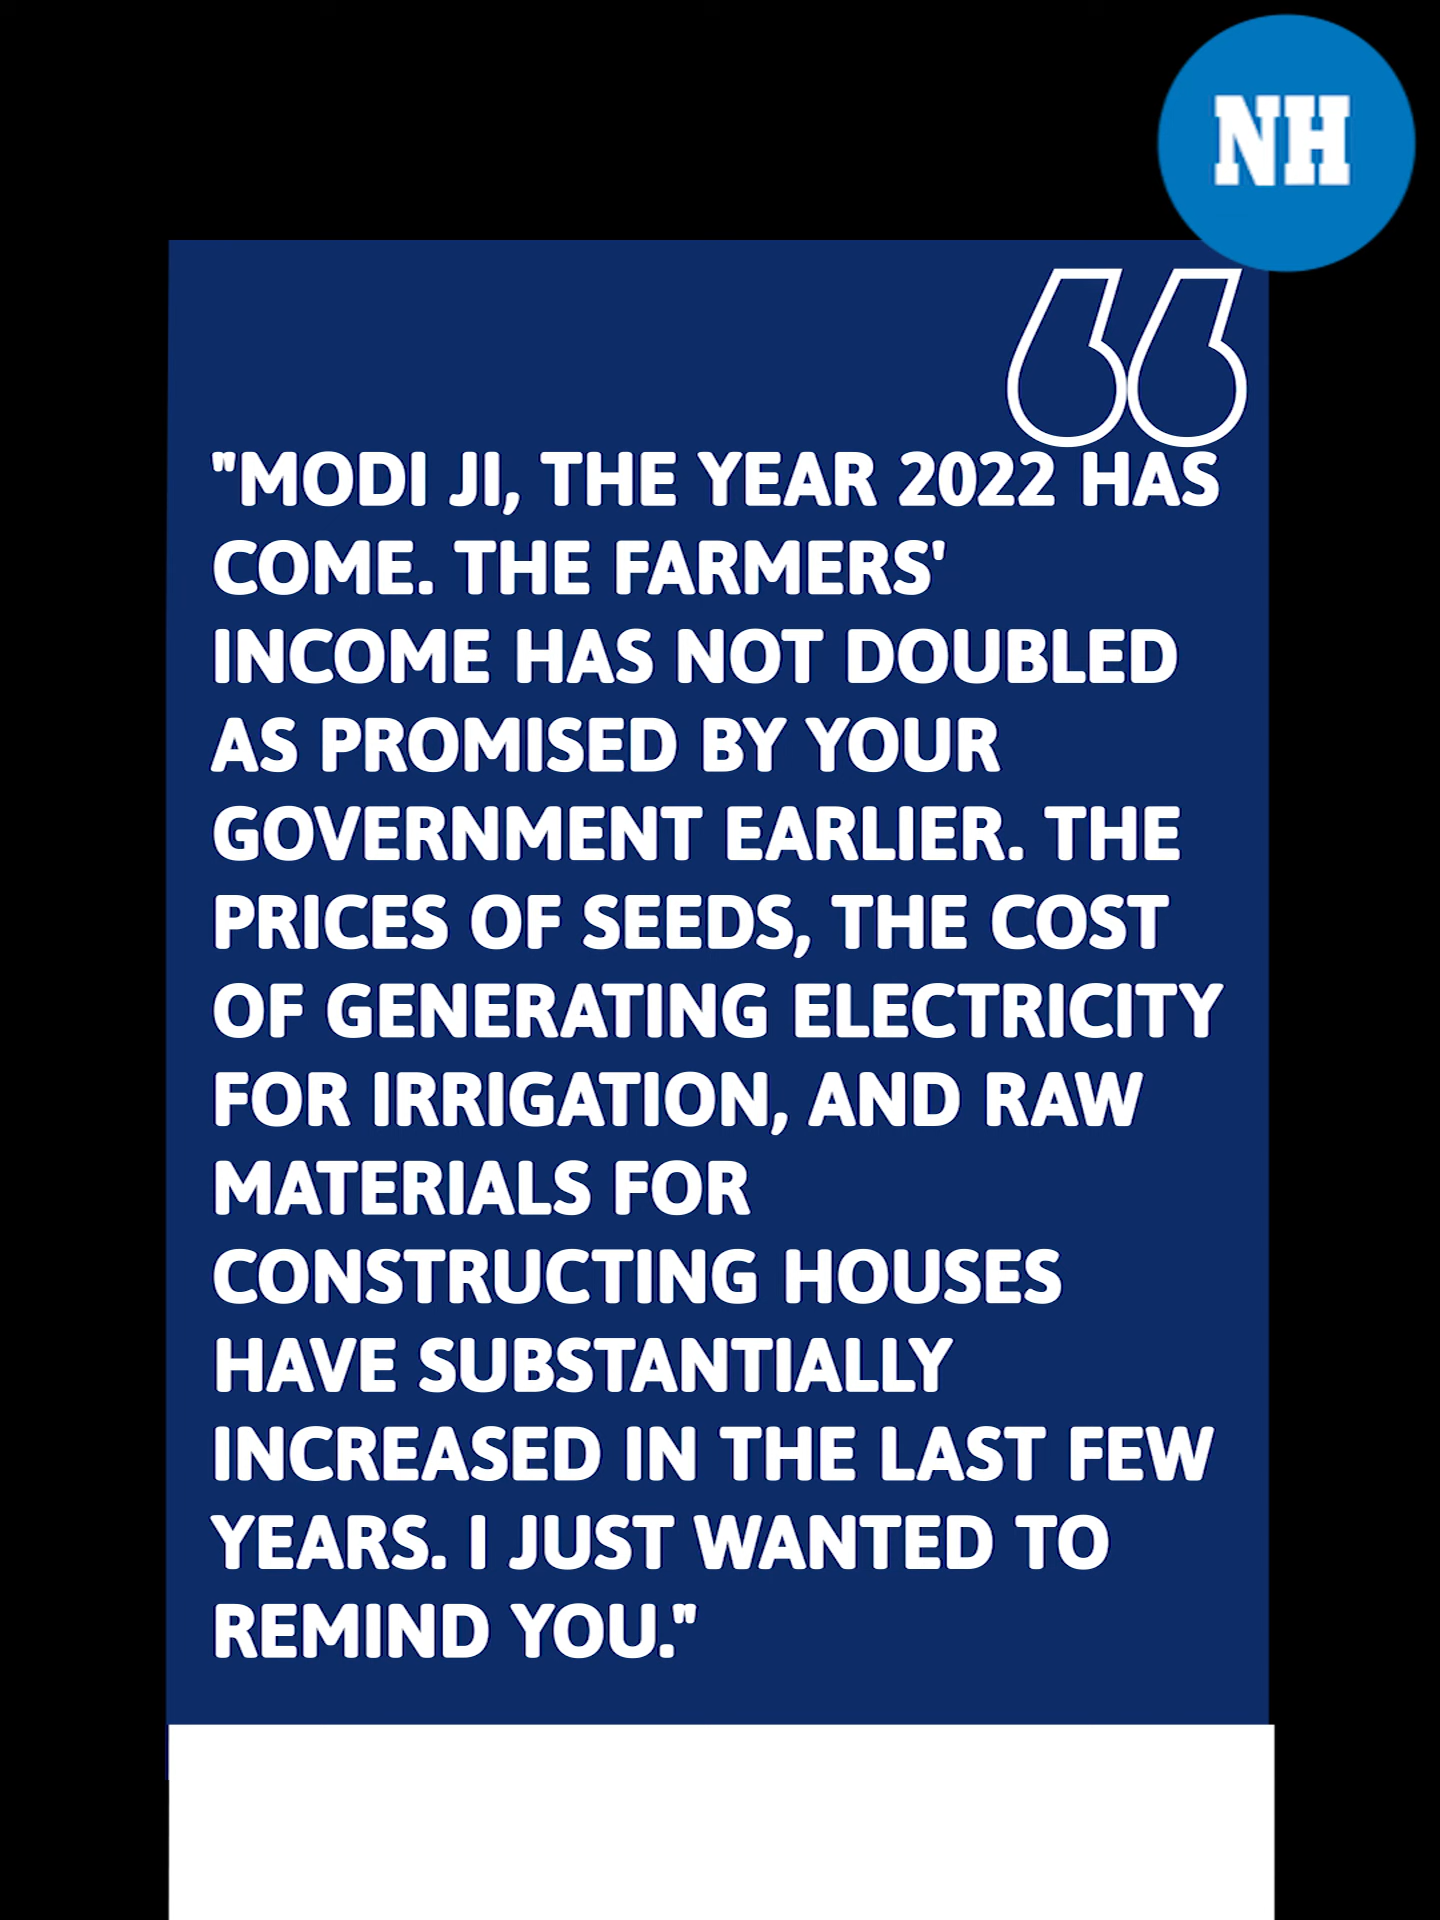 NH
"MODI JI, THE YEAR 2022 HAS
COME. THE FARMERS'
INCOME HAS NOT DOUBLED
AS PROMISED BY YOUR
GOVERNMENT EARLIER. THE
PRICES OF SEEDS, THE COST
OF GENERATING ELECTRICITY
FOR IRRIGATION, AND RAW
MATERIALS FOR
CONSTRUCTING HOUSES
HAVE SUBSTANTIALLY
INCREASED IN THE LAST FEW
YEARS. I JUST WANTED TO
REMIND YOU."